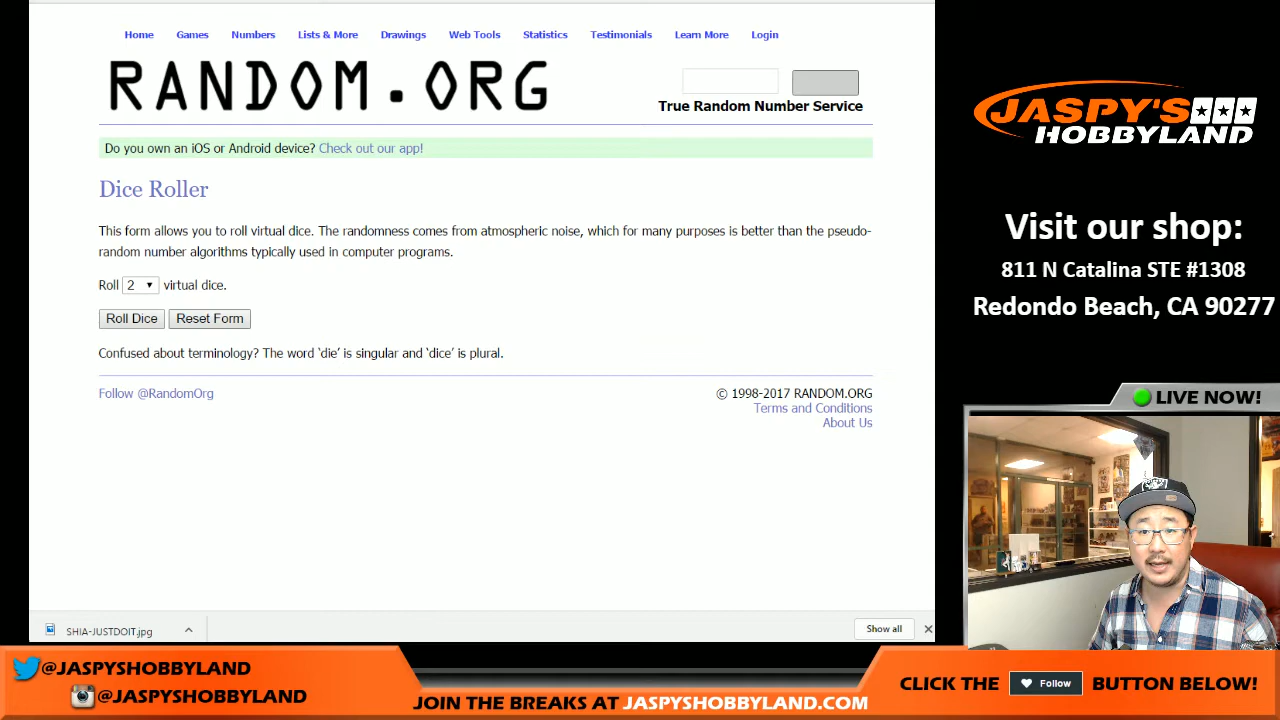 Home Games Numbers Lists & More Drawings Web Tools Statistics Testimonials Learn More Login
RANDOM.ORG
True Random Number Service
Do you own an iOS or Android device? Check out our app!
Dice Roller
This form allows you to roll virtual dice. The randomness comes from atmospheric noise, which for many purposes is better than the pseudo-
random number algorithms typically used in computer programs.
Roll 2 virtual dice.
Roll Dice Reset Form
Confused about terminology? The word ‘die’ is singular and ‘dice’ is plural.
Follow @RandomOrg
© 1998-2017 RANDOM.ORG
Terms and Conditions
About Us
SHIA-JUSTDOIT.jpg
Show all
JASPY'S
HOBBYLAND
Visit our shop:
811 N Catalina STE #1308
Redondo Beach, CA 90277
LIVE NOW!
@JASPYSHOBBYLAND
@JASPYSHOBBYLAND
JOIN THE BREAKS AT JASPYSHOBBYLAND.COM
CLICK THE Follow BUTTON BELOW!